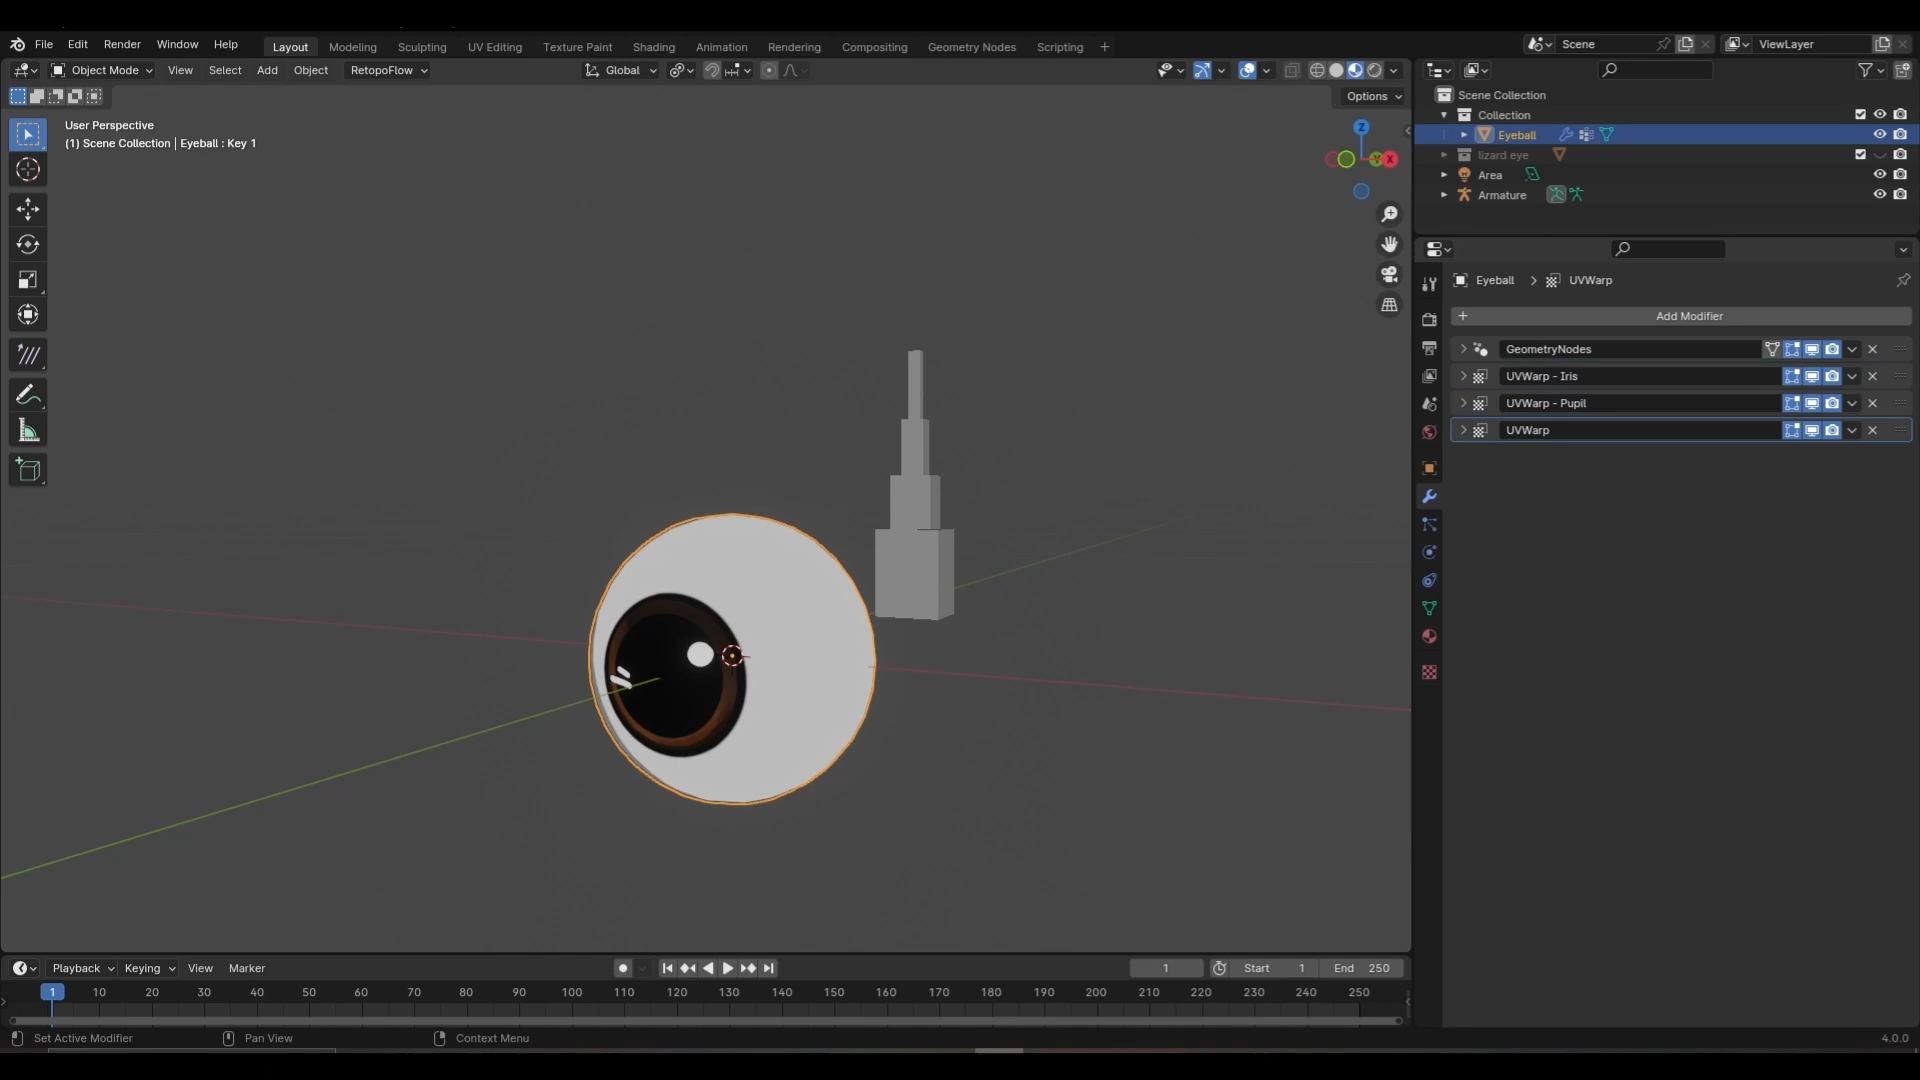 File Edit Render Window Help Layout Modeling Sculpting UV Editing Texture Paint Shading Animation Rendering Compositing Geometry Nodes Scripting + Scene ViewLayer
Object Mode View Select Add Object RetopoFlow Global
Options
User Perspective
(1) Scene Collection | Eyeball : Key 1
Z
Y
X
Scene Collection
Collection
Eyeball
lizard eye
Area
Armature
Eyeball > UVWarp
+ Add Modifier
GeometryNodes
UVWarp - Iris
UVWarp - Pupil
UVWarp
Playback Keying View Marker 1 Start 1 End 250
1 10 20 30 40 50 60 70 80 90 100 110 120 130 140 150 160 170 180 190 200 210 220 230 240 250
Set Active Modifier Pan View Context Menu 4.0.0